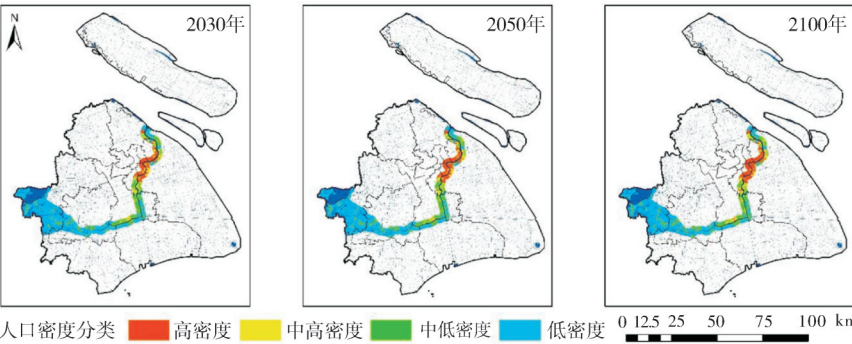 N
2030年
2050年
2100年
人口密度分类 高密度 中高密度 中低密度 低密度
0 12.5 25 50 75 100 km